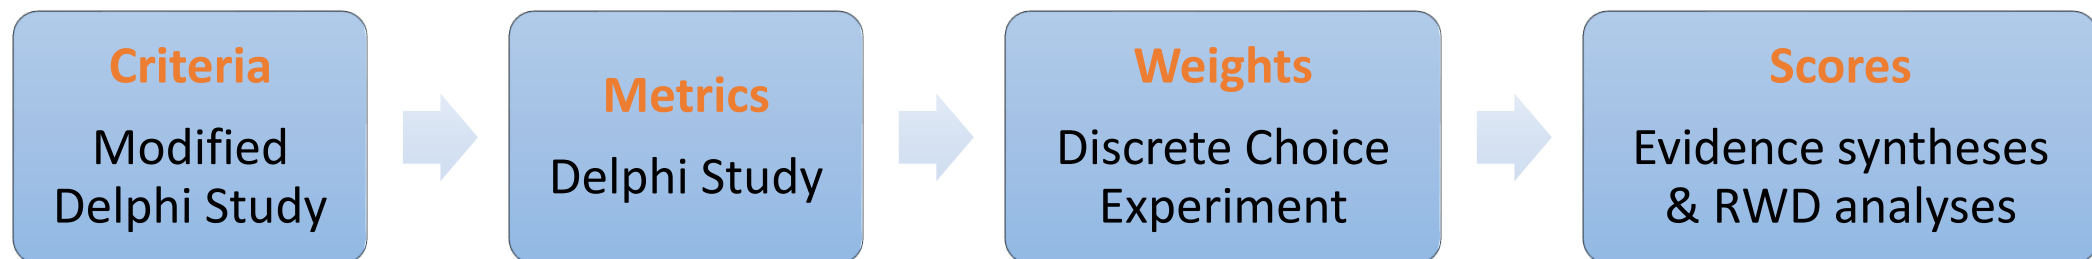 Criteria
Modified
Delphi Study
Metrics
Delphi Study
Weights
Discrete Choice
Experiment
Scores
Evidence syntheses
& RWD analyses